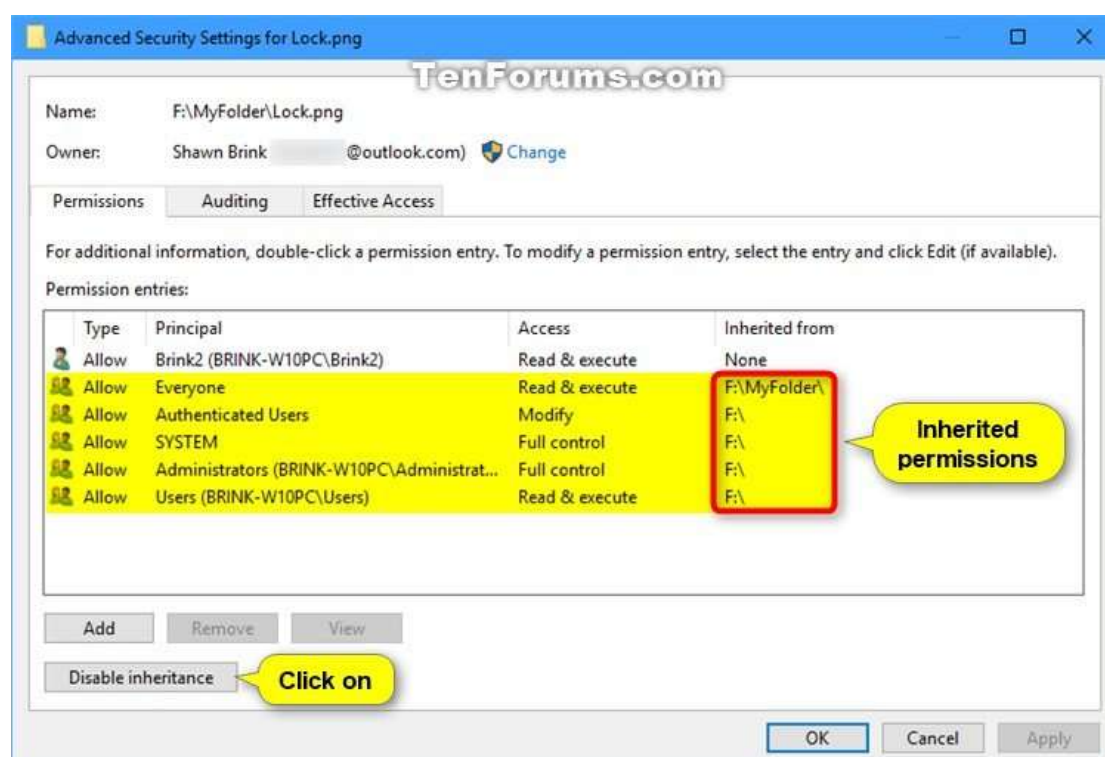 Advanced Security Settings for Lock.png
TenForums.com
Name: F:\MyFolder\Lock.png
Owner: Shawn Brink @outlook.com) Change
Permissions Auditing Effective Access
For additional information, double-click a permission entry. To modify a permission entry, select the entry and click Edit (if available).
Permission entries:
Type Principal Access Inherited from
Allow Brink2 (BRINK-W10PC\Brink2) Read & execute None
Allow Everyone Read & execute F:\MyFolder\
Allow Authenticated Users Modify F:\
Allow SYSTEM Full control F:\
Allow Administrators (BRINK-W10PC\Administrat... Full control F:\
Allow Users (BRINK-W10PC\Users) Read & execute F:\
Inherited
permissions
Add Remove View
Disable inheritance Click on
OK Cancel Apply